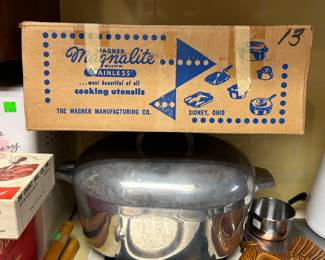 13
WAGNER
Magnalite
STAINLESS
... most beautiful of all
cooking utensils
THE WAGNER MANUFACTURING CO.
SIDNEY, OHIO